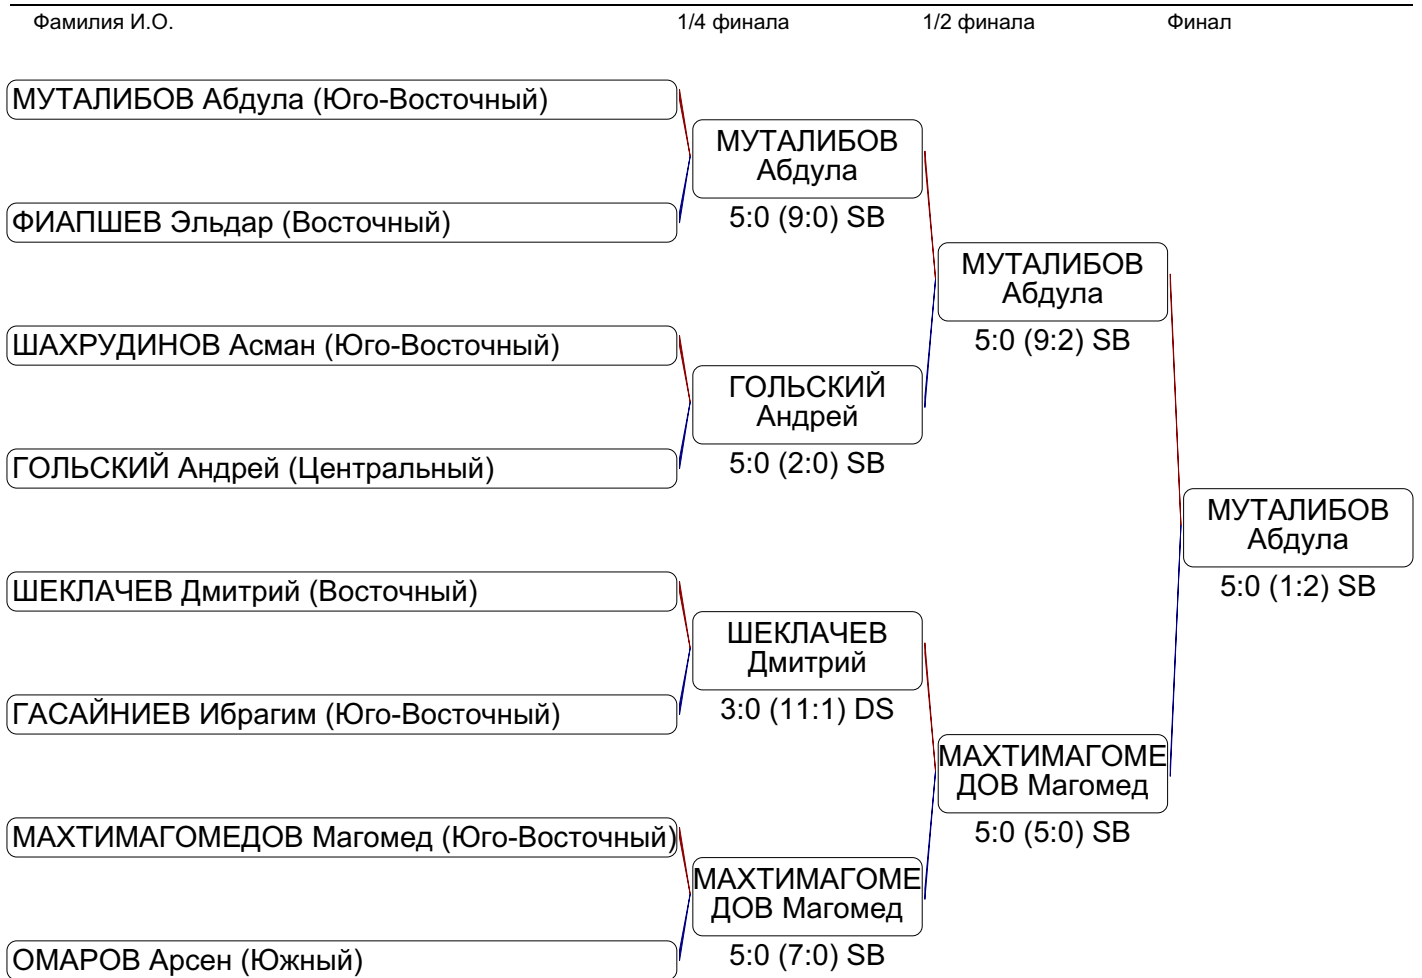 Фамилия И.О. 1/4 финала 1/2 финала Финал
МУТАЛИБОВ Абдула (Юго-Восточный)
МУТАЛИБОВ
Абдула
ФИАПШЕВ Эльдар (Восточный)
5:0 (9:0) SB
МУТАЛИБОВ
Абдула
ШАХРУДИНОВ Асман (Юго-Восточный)
5:0 (9:2) SB
ГОЛЬСКИЙ
Андрей
ГОЛЬСКИЙ Андрей (Центральный)
5:0 (2:0) SB
МУТАЛИБОВ
Абдула
5:0 (1:2) SB
ШЕКЛАЧЕВ Дмитрий (Восточный)
ШЕКЛАЧЕВ
Дмитрий
ГАСАЙНИЕВ Ибрагим (Юго-Восточный)
3:0 (11:1) DS
МАХТИМАГОМЕ
ДОВ Магомед
МАХТИМАГОМЕДОВ Магомед (Юго-Восточный)
5:0 (5:0) SB
МАХТИМАГОМЕ
ДОВ Магомед
ОМАРОВ Арсен (Южный)
5:0 (7:0) SB